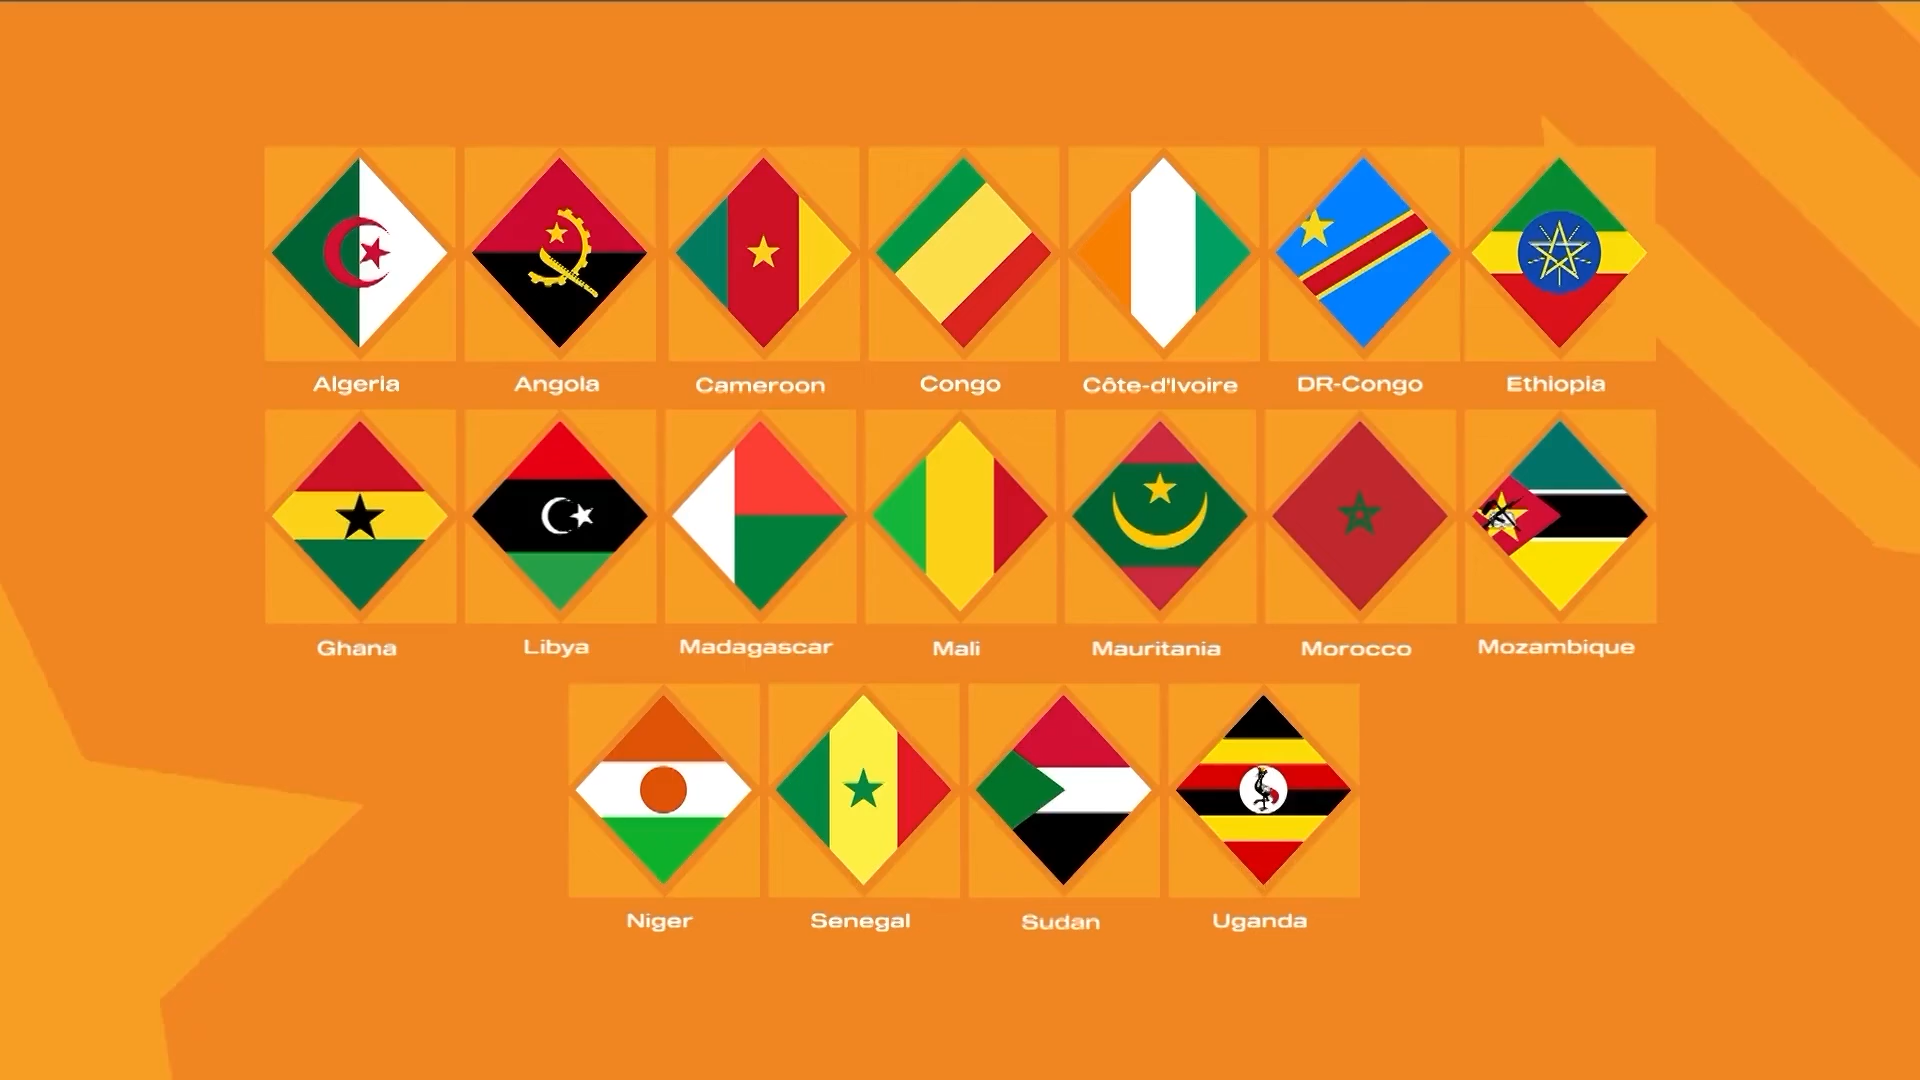 Algeria Angola Cameroon Congo Côte-d'Ivoire DR-Congo Ethiopia
Ghana Libya Madagascar Mali Mauritania Morocco Mozambique
Niger Senegal Sudan Uganda